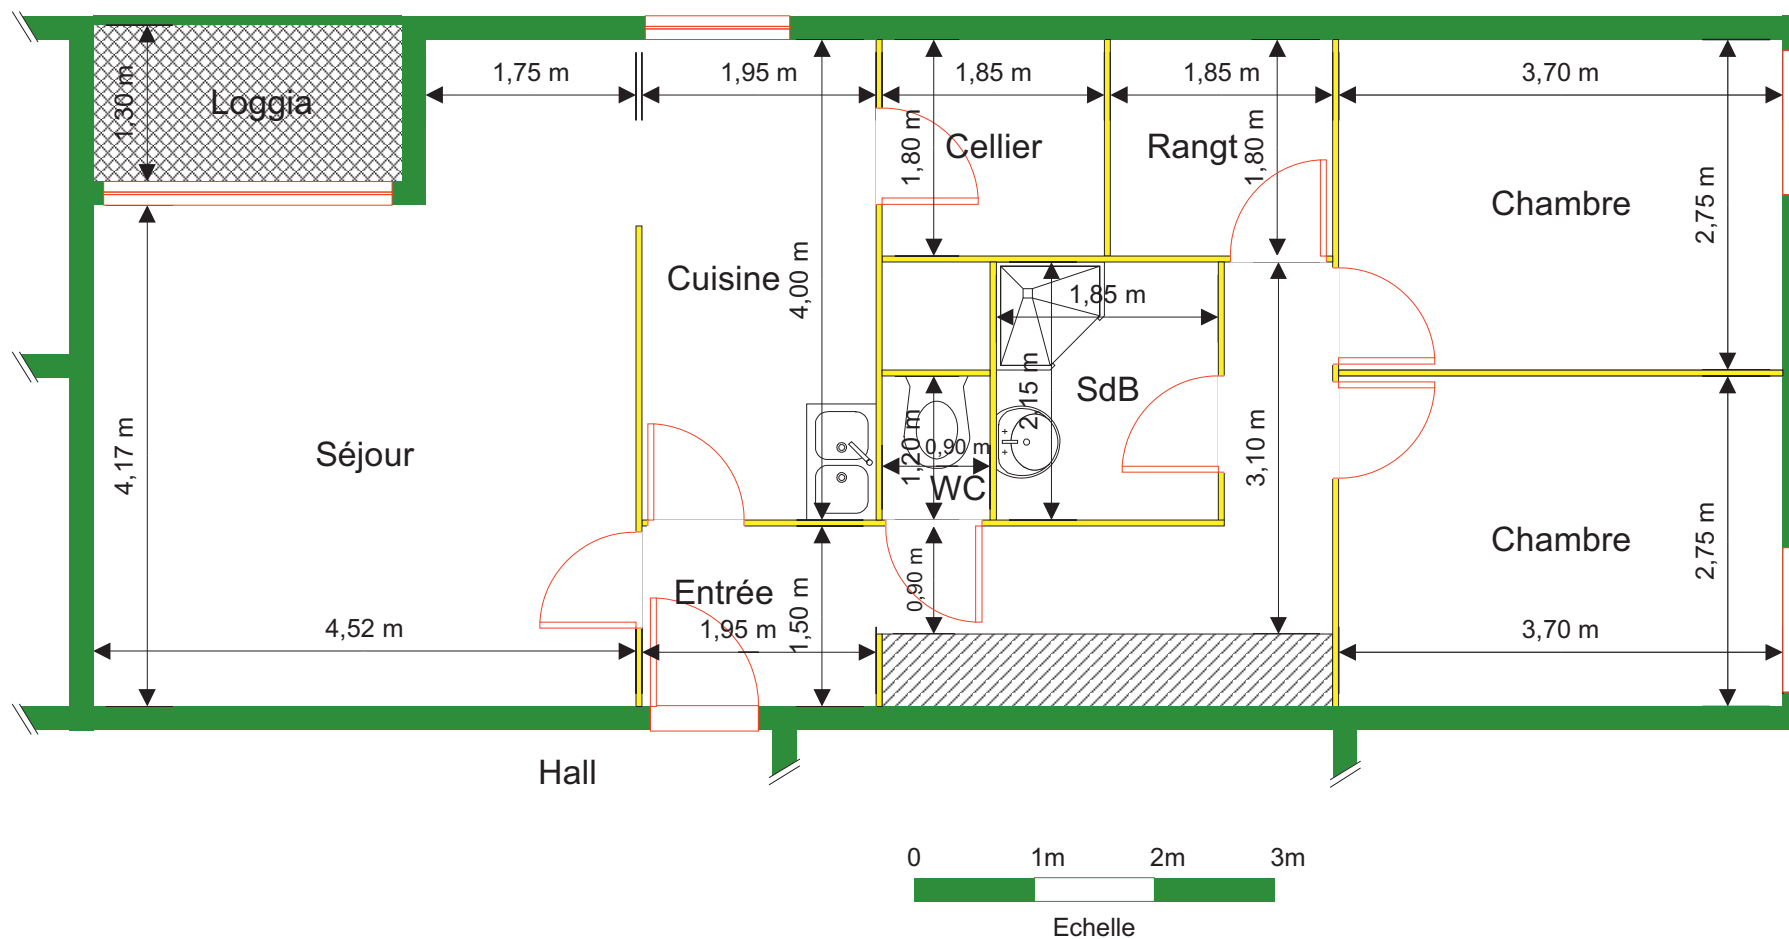 1,75 m
1,95 m
1,85 m
1,85 m
3,70 m
1,30 m
Loggia
1,80 m
Cellier
Rangt
1,80 m
Chambre
2,75 m
Cuisine
4,00 m
1,85 m
2,15 m
SdB
4,17 m
Séjour
1,20 m
0,90 m
WC
3,10 m
Chambre
2,75 m
Entrée
0,90 m
1,50 m
4,52 m
1,95 m
3,70 m
Hall
0 1m 2m 3m
Echelle